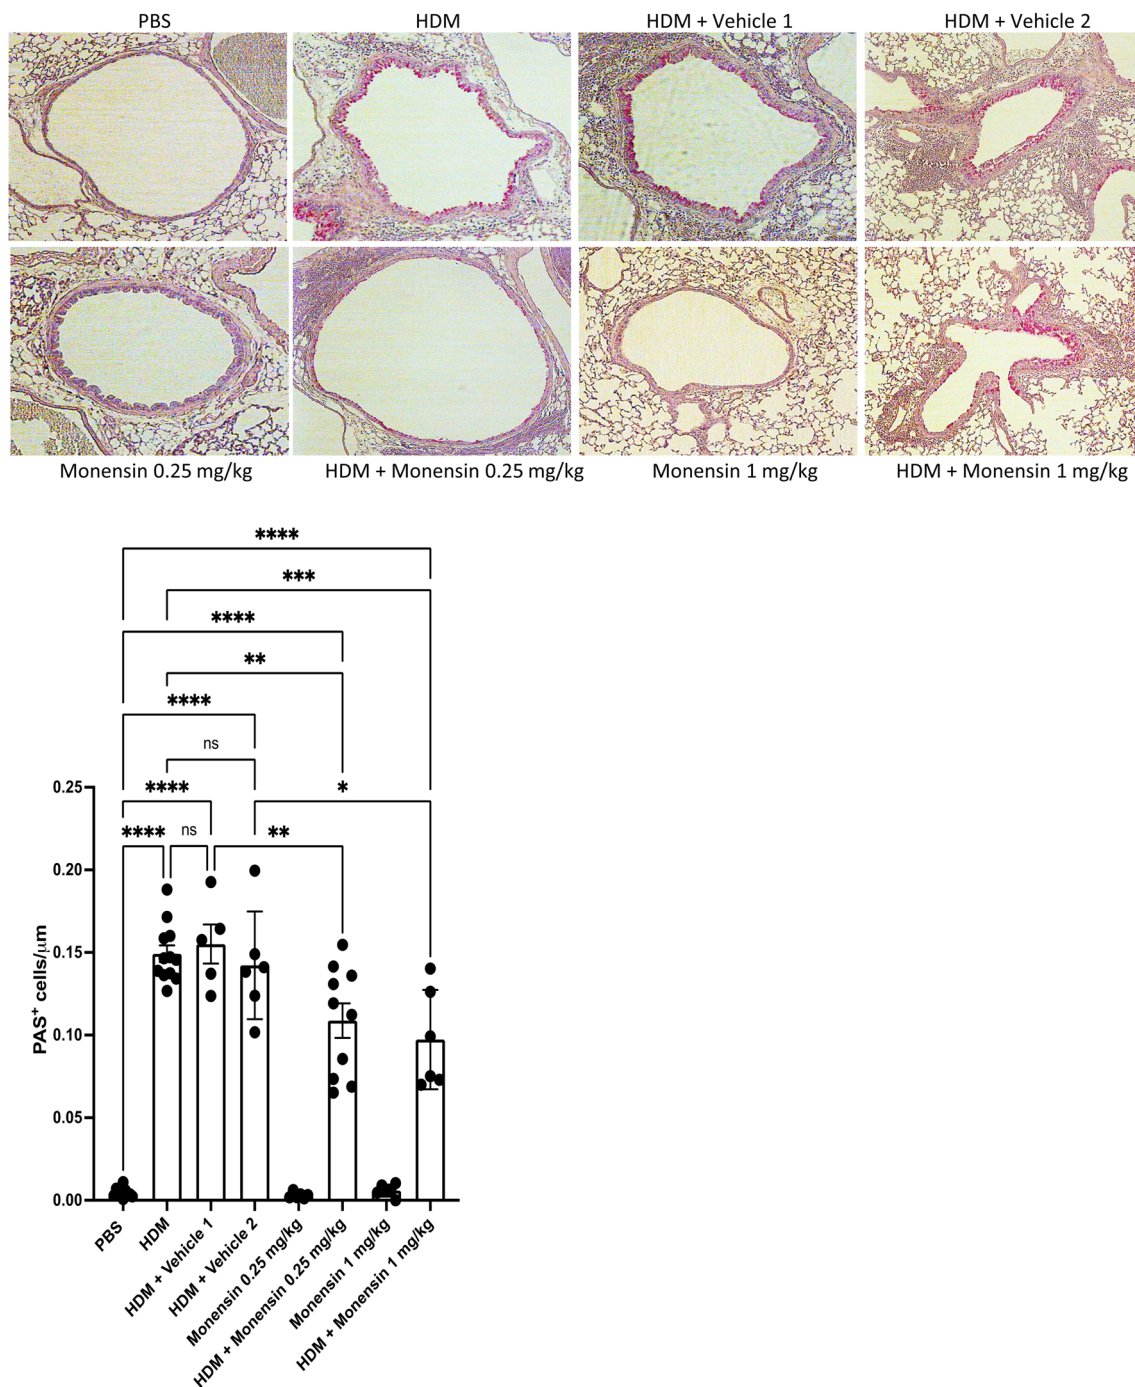 PBS HDM HDM + Vehicle 1 HDM + Vehicle 2
Monensin 0.25 mg/kg HDM + Monensin 0.25 mg/kg Monensin 1 mg/kg HDM + Monensin 1 mg/kg
****
***
****
**
****
ns
**** *
**** ns **
0.25
0.20
0.15
0.10
0.05
0.00
PAS⁺ cells/μm
PBS
HDM
HDM + Vehicle 1
HDM + Vehicle 2
Monensin 0.25 mg/kg
HDM + Monensin 0.25 mg/kg
Monensin 1 mg/kg
HDM + Monensin 1 mg/kg